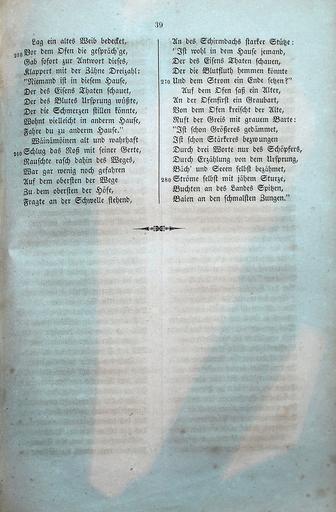 39
Lag ein altes Weib bedecket,
255 Vor dem Ofen die gespräch'ge,
Gab sofort zur Antwort dieses,
Klappert mit der Zähne Dreizahl:
"Niemand ist in diesem Hause,
Der des Eisens Thaten schauet,
Der des Blutes Ursprung wüßte,
Der die Schmerzen stillen könnte,
Wohnt vielleicht in anderm Hause,
Fahre du zu anderm Hause."
Wäinämöinen alt und wahrhaft
Schlug das Roß mit seiner Gerte,
Rauschte rasch dahin des Weges,
War gar wenig noch gefahren
Auf dem obersten der Wege
Zu dem obersten der Höfe,
Fragte an der Schwelle stehend,
An des Schirmdachs starker Stütze:
"Ist wohl in dem Hause jemand,
Der des Eisens Thaten schauen,
Der die Blutfluth hemmen könnte
270 Und dem Strom ein Ende setzen?"
Auf dem Ofen saß ein Alter,
An der Ofenfirst ein Graubart,
Von dem Ofen kreischt der Alte,
Ruft der Greis mit grauem Barte:
"Ist schon Größeres gedämmet,
Ist schon Stärkeres bezwungen
Durch drei Worte nur des Schöpfers,
Durch Erzählung von dem Ursprung,
Bäch' und Seeen selbst bezähmet,
280 Ströme selbst mit jähem Sturze,
Buchten an des Landes Spitzen,
Baien an den schmalsten Zungen."